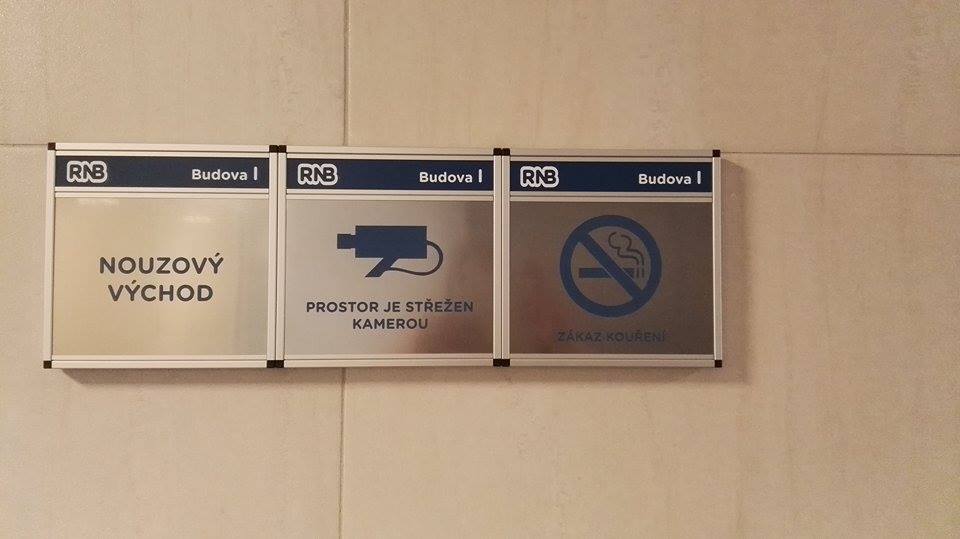 RNB Budova I
NOUZOVÝ
VÝCHOD
RNB Budova I
PROSTOR JE STŘEŽEN
KAMEROU
RNB Budova I
ZÁKAZ KOUŘENÍ